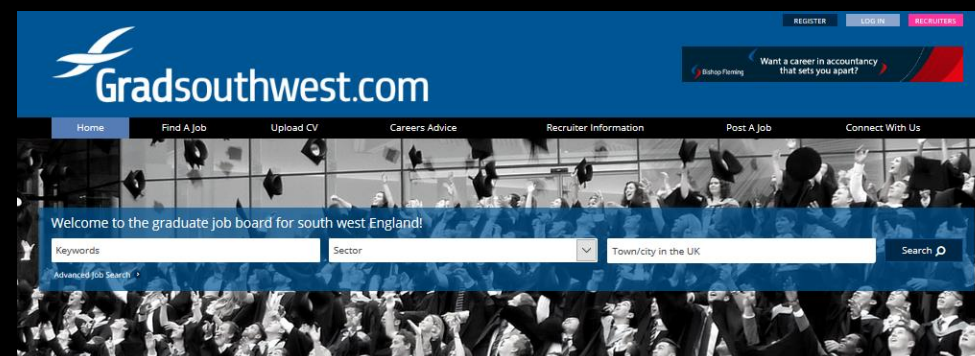 REGISTER LOG IN RECRUITERS
Gradsouthwest.com
Bishop Fleming
Want a career in accountancy
that sets you apart?
Home Find A Job Upload CV Careers Advice Recruiter Information Post A Job Connect With Us
Welcome to the graduate job board for south west England!
Keywords Sector Town/city in the UK Search
Advanced Job Search